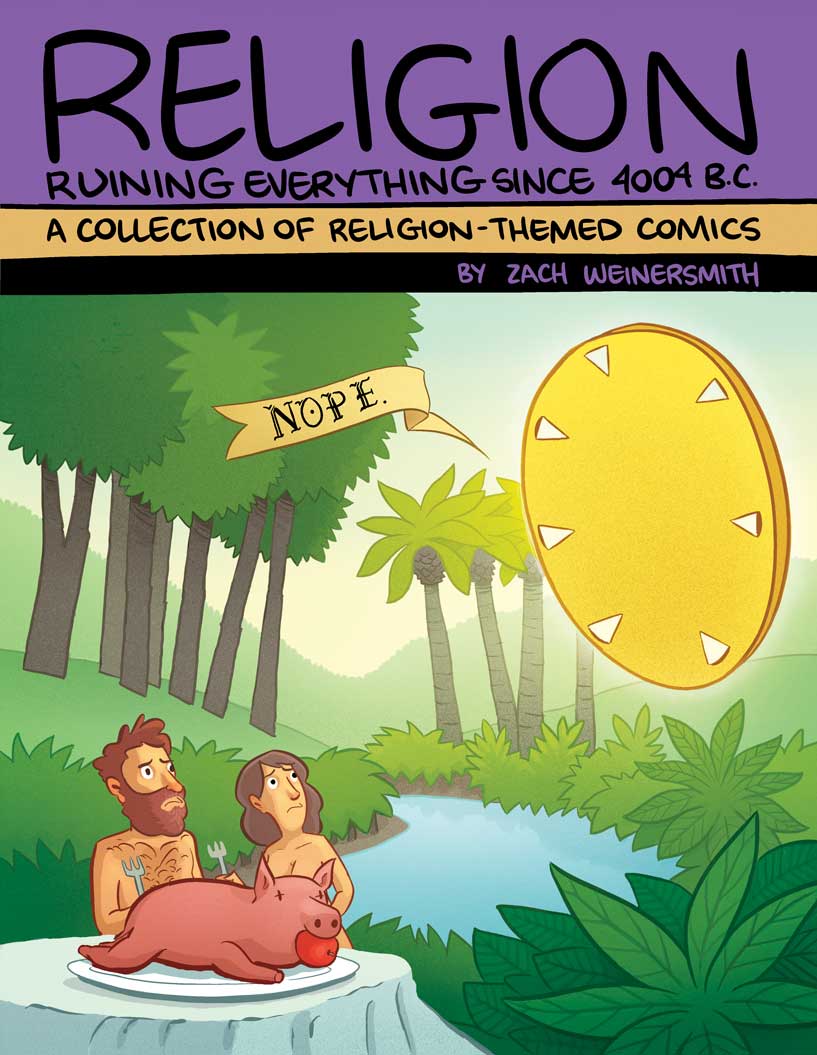 RELIGION
RUINING EVERYTHING SINCE 4004 B.C.
A COLLECTION OF RELIGION-THEMED COMICS
BY ZACH WEINERSMITH
NOPE.